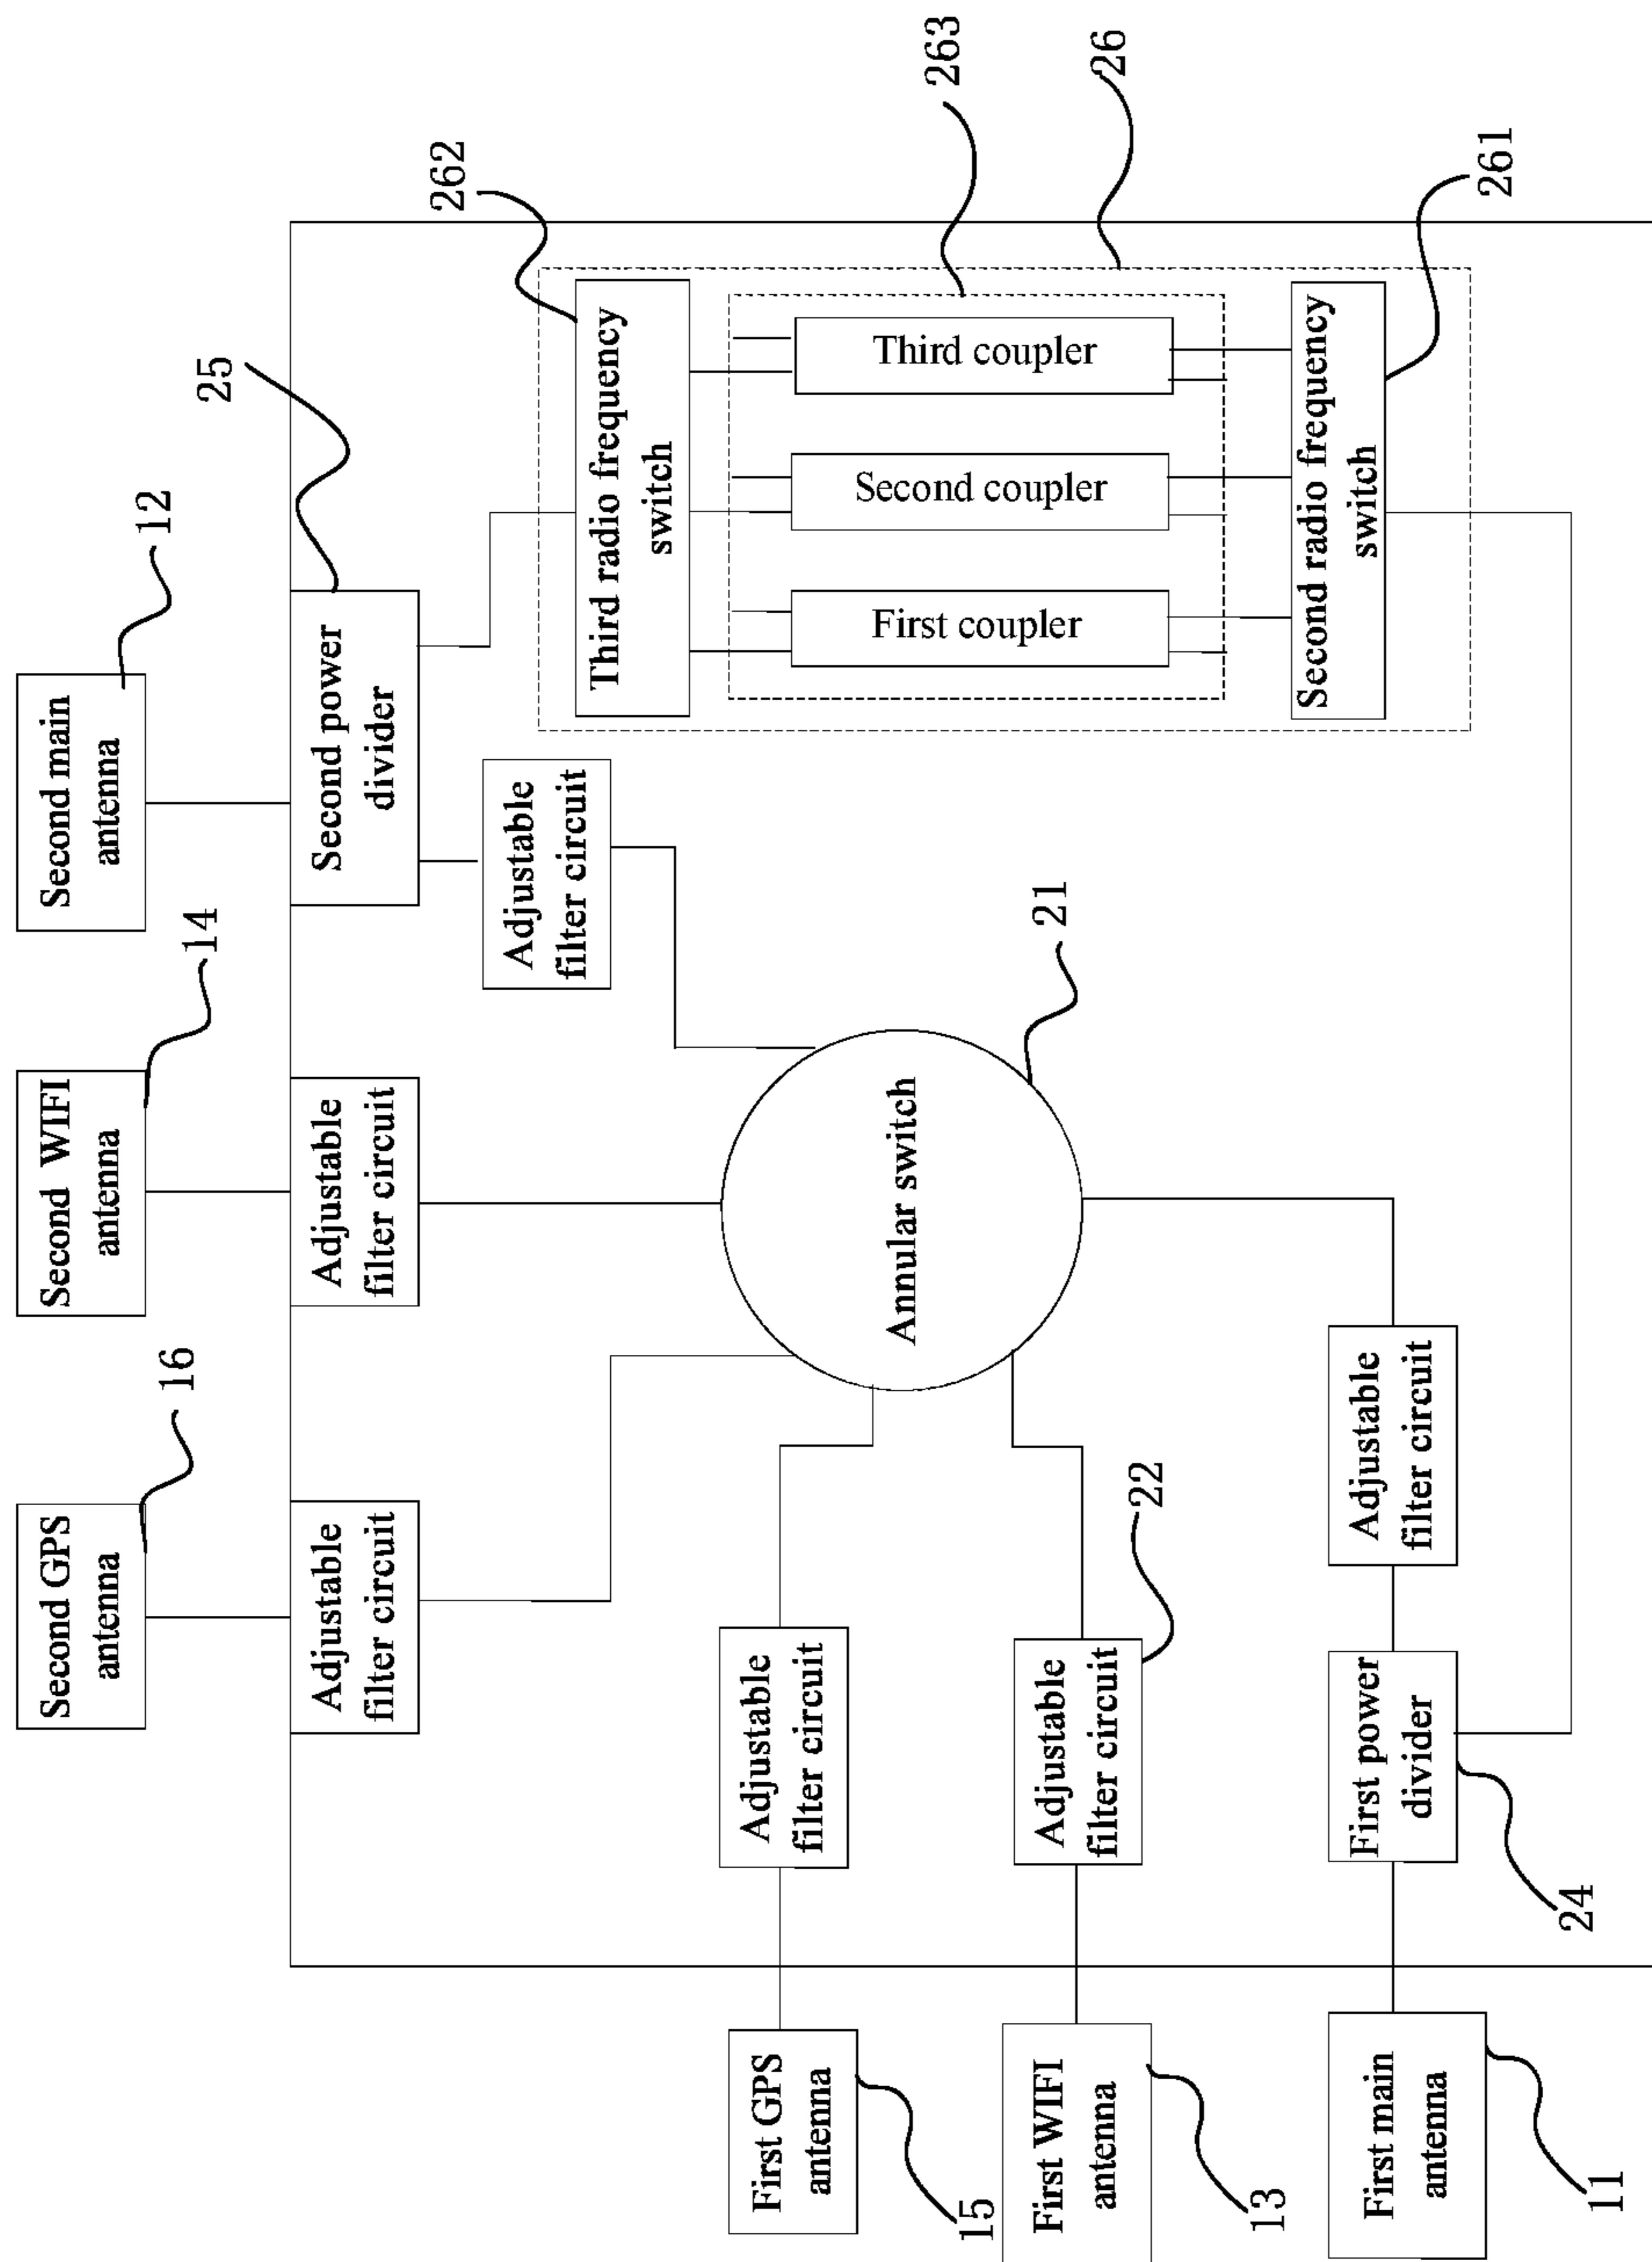 Second GPS
antenna
16
Second WIFI
antenna
14
Second main
antenna
12
Adjustable
filter circuit
Adjustable
filter circuit
Second power
divider
25
Adjustable
filter circuit
Third radio frequency
switch
262
First GPS
antenna
15
Adjustable
filter circuit
Annular switch
21
First coupler
Second coupler
Third coupler
263
26
First WIFI
antenna
13
Adjustable
filter circuit
22
Second radio frequency
switch
261
First main
antenna
11
First power
divider
24
Adjustable
filter circuit